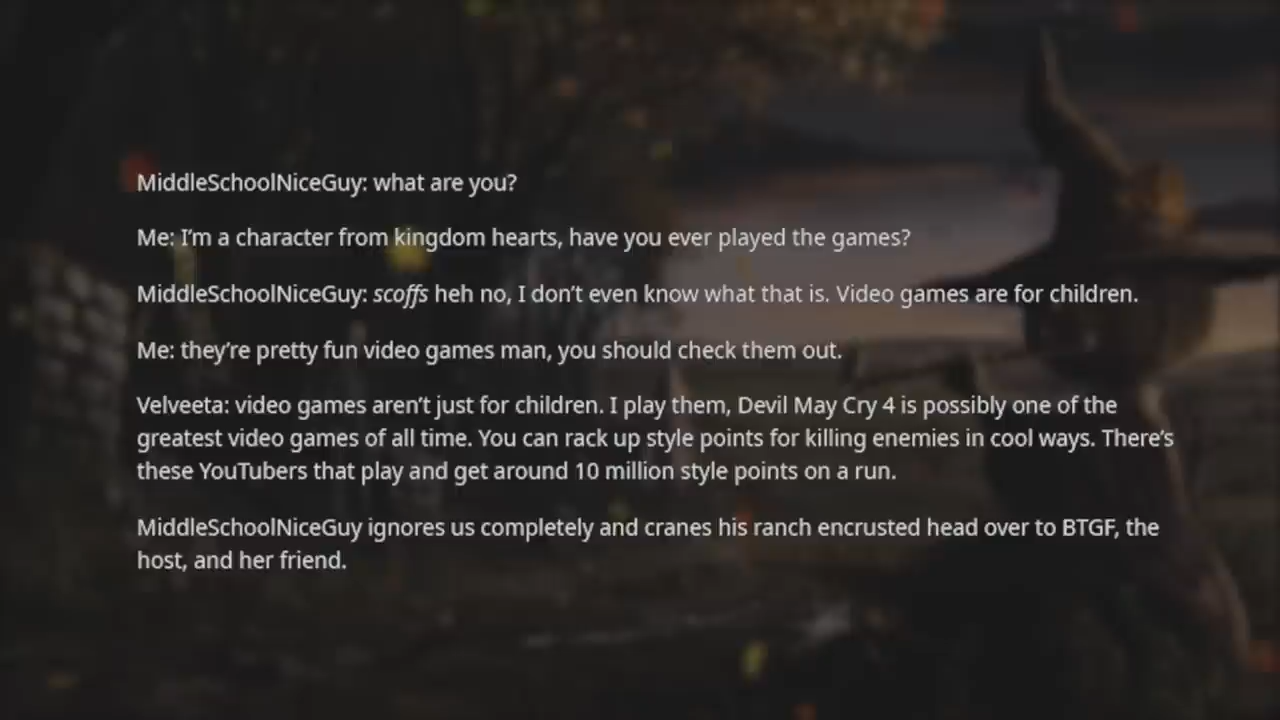 MiddleSchoolNiceGuy: what are you?
Me: I'm a character from kingdom hearts, have you ever played the games?
MiddleSchoolNiceGuy: scoffs heh no, I don't even know what that is. Video games are for children.
Me: they're pretty fun video games man, you should check them out.
Velveeta: video games aren't just for children. I play them, Devil May Cry 4 is possibly one of the
greatest video games of all time. You can rack up style points for killing enemies in cool ways. There's
these YouTubers that play and get around 10 million style points on a run.
MiddleSchoolNiceGuy ignores us completely and cranes his ranch encrusted head over to BTGF, the
host, and her friend.